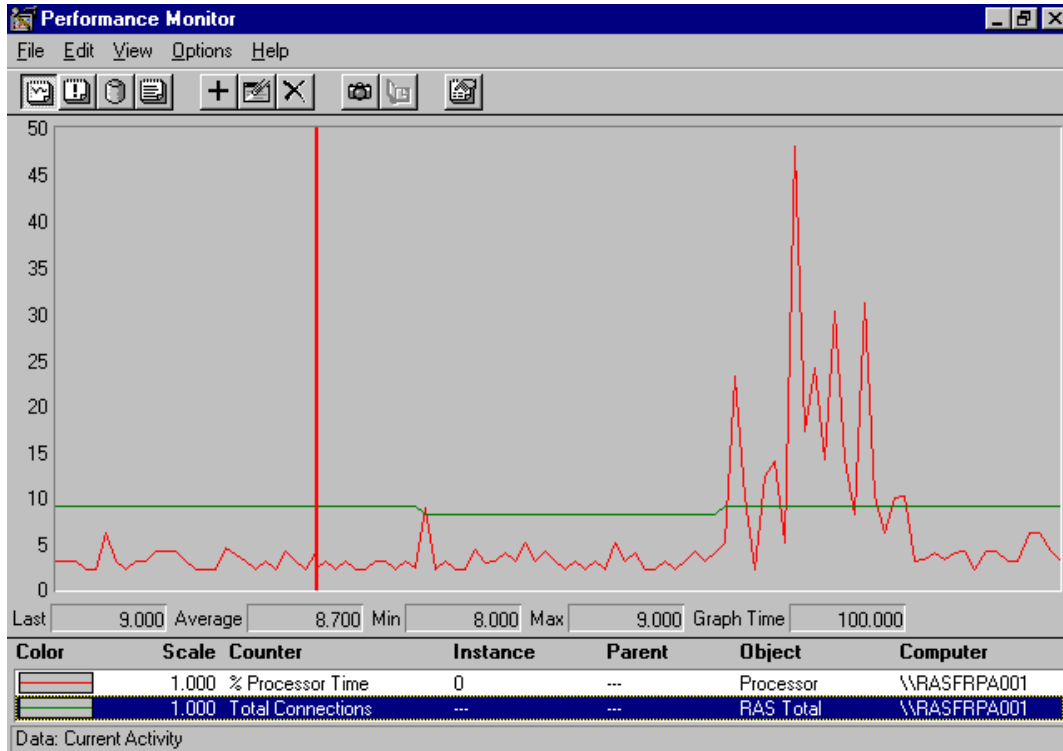 Performance Monitor
File Edit View Options Help
50
45
40
35
30
25
20
15
10
5
0
Last 9.000 Average 8.700 Min 8.000 Max 9.000 Graph Time 100.000
Color Scale Counter Instance Parent Object Computer
1.000 % Processor Time 0 --- Processor \\RASFRPA001
1.000 Total Connections --- --- RAS Total \\RASFRPA001
Data: Current Activity